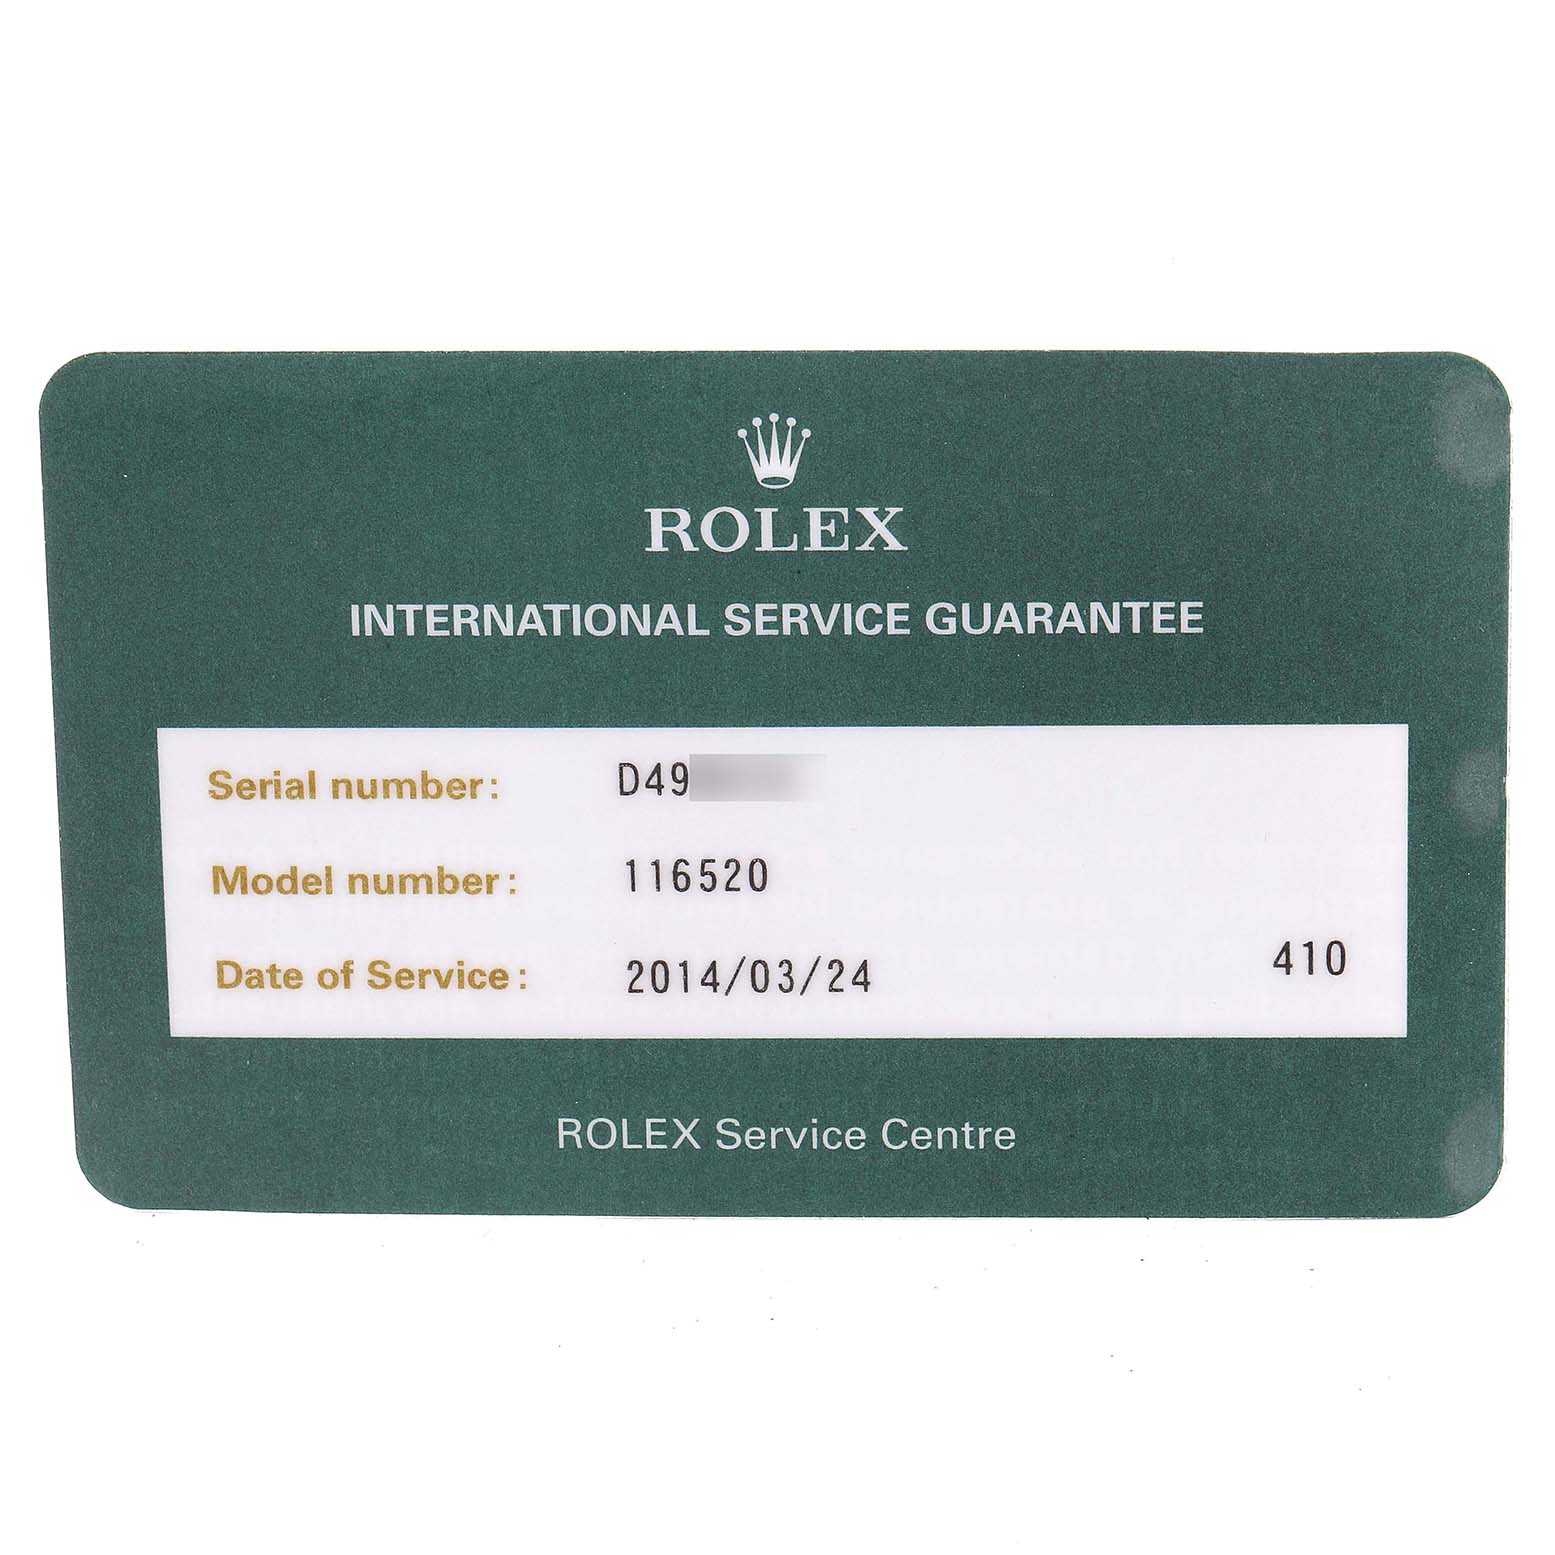 ROLEX
INTERNATIONAL SERVICE GUARANTEE
Serial number: D49
Model number: 116520
Date of Service: 2014/03/24 410
ROLEX Service Centre